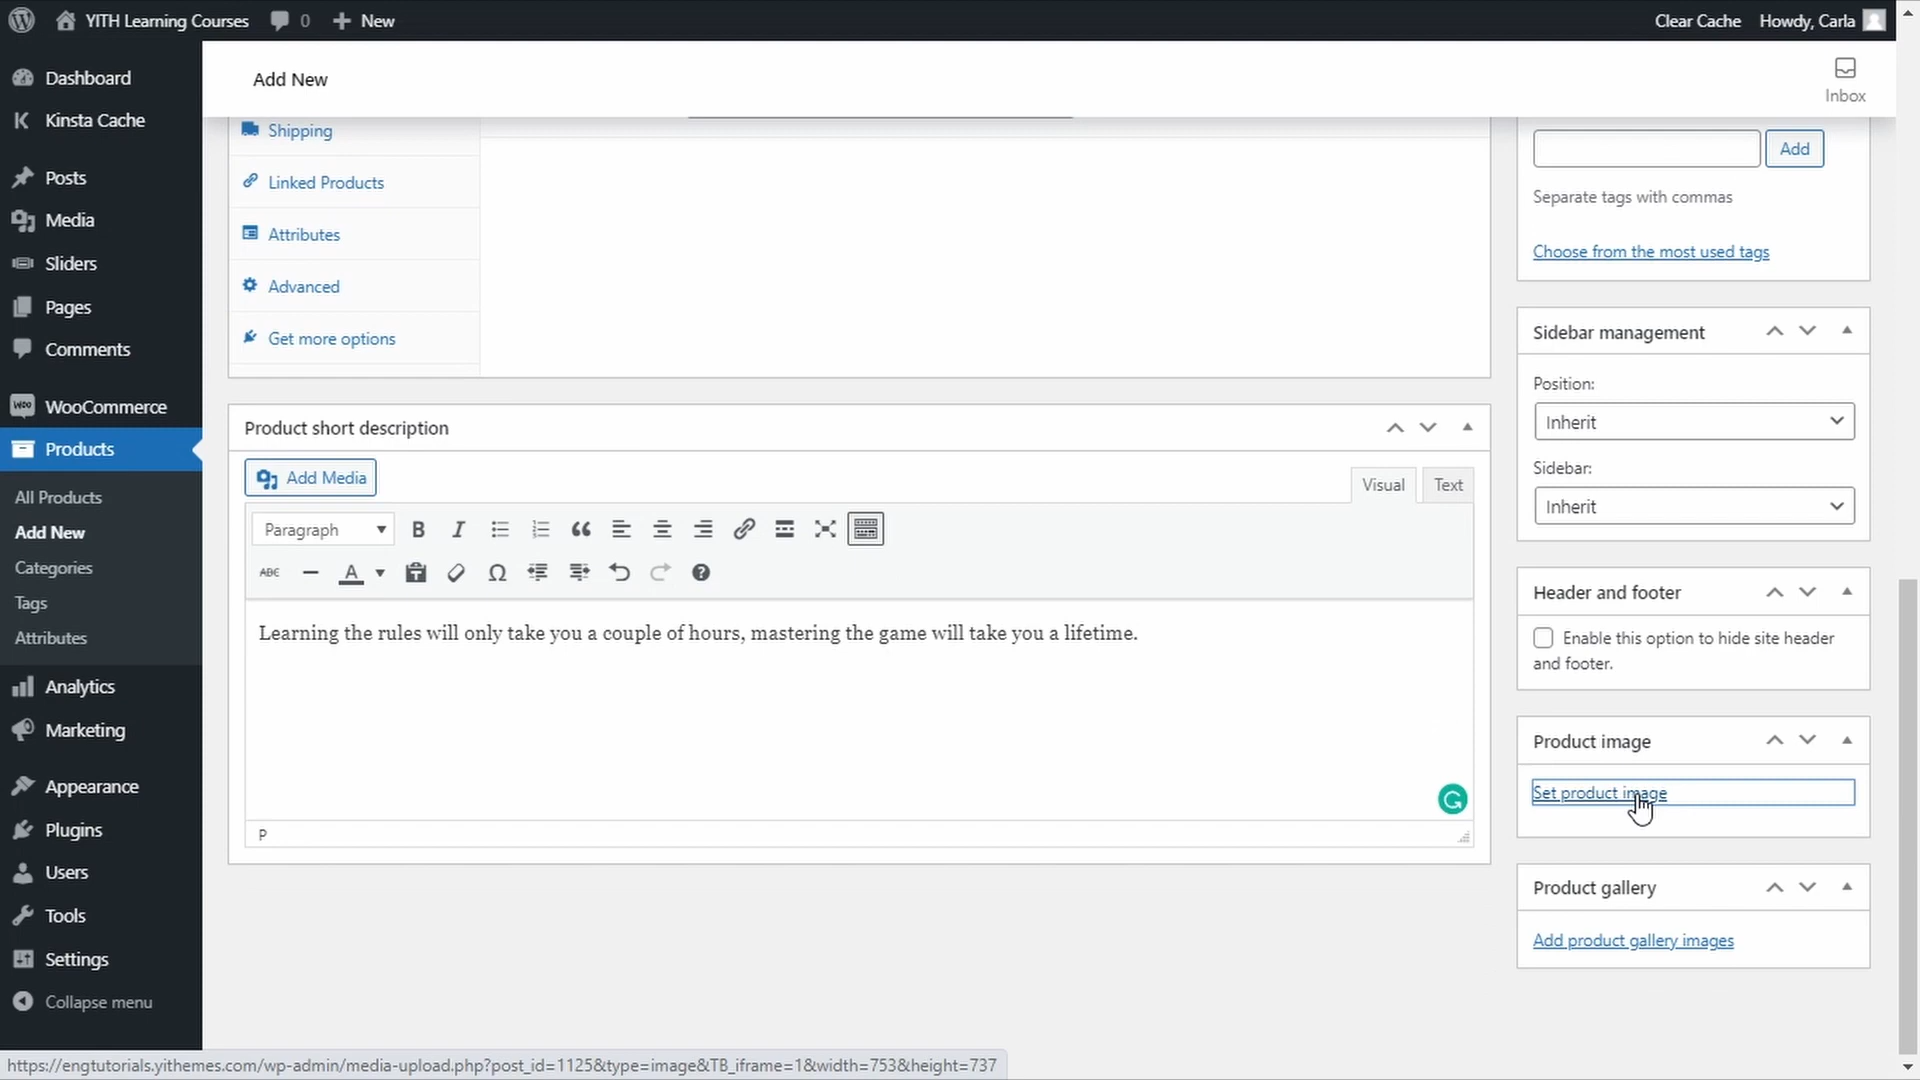 YITH Learning Courses
0
New
Clear Cache
Howdy, Carla
Dashboard
Kinsta Cache
Posts
Media
Sliders
Pages
Comments
WooCommerce
Products
All Products
Add New
Categories
Tags
Attributes
Analytics
Marketing
Appearance
Plugins
Users
Tools
Settings
Collapse menu
Add New
Inbox
Shipping
Linked Products
Attributes
Advanced
Get more options
Product short description
Add Media
Visual
Text
Paragraph
B
I
ABC
A
Learning the rules will only take you a couple of hours, mastering the game will take you a lifetime.
P
Add
Separate tags with commas
Choose from the most used tags
Sidebar management
Position:
Inherit
Sidebar:
Inherit
Header and footer
Enable this option to hide site header
and footer.
Product image
Set product image
Product gallery
Add product gallery images
https://engtutorials.yithemes.com/wp-admin/media-upload.php?post_id=1125&type=image&TB_iframe=1&width=753&height=737